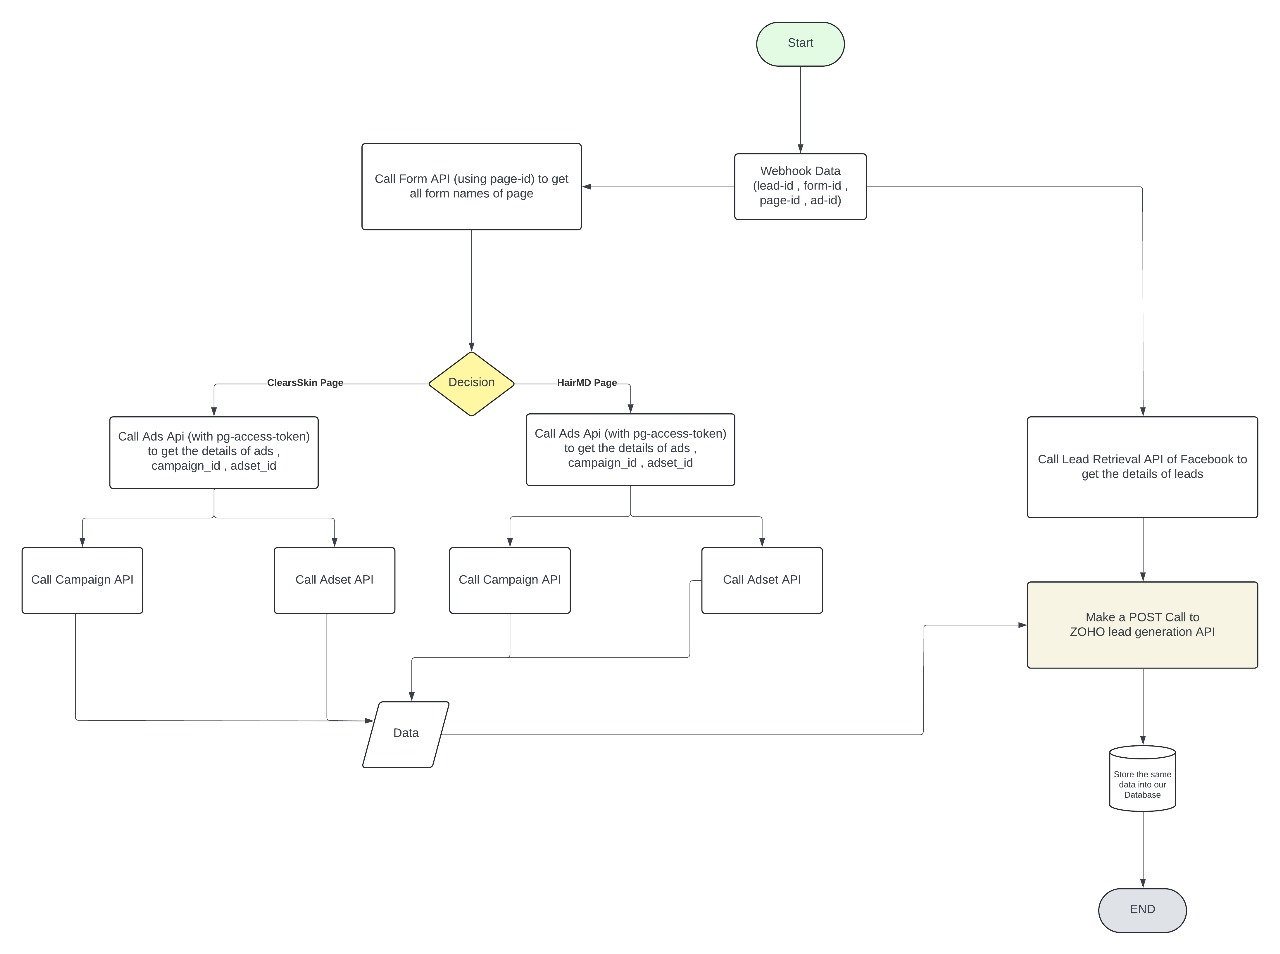 Start
Webhook Data
(lead-id , form-id ,
page-id , ad-id)
Call Form API (using page-id) to get
all form names of page
Decision
ClearsSkin Page
HairMD Page
Call Ads Api (with pg-access-token)
to get the details of ads ,
campaign_id , adset_id
Call Ads Api (with pg-access-token)
to get the details of ads ,
campaign_id , adset_id
Call Lead Retrieval API of Facebook to
get the details of leads
Call Campaign API
Call Adset API
Call Campaign API
Call Adset API
Make a POST Call to
ZOHO lead generation API
Data
Store the same
data into our
Database
END